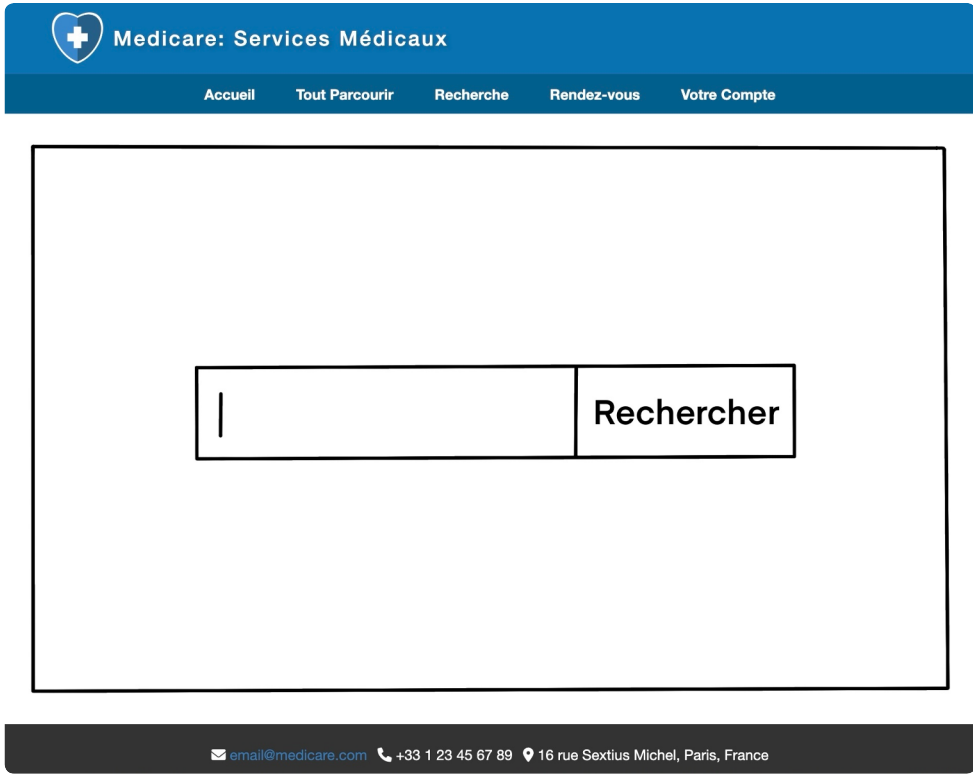 Medicare: Services Médicaux
Accueil Tout Parcourir Recherche Rendez-vous Votre Compte
Rechercher
email@medicare.com +33 1 23 45 67 89 16 rue Sextius Michel, Paris, France